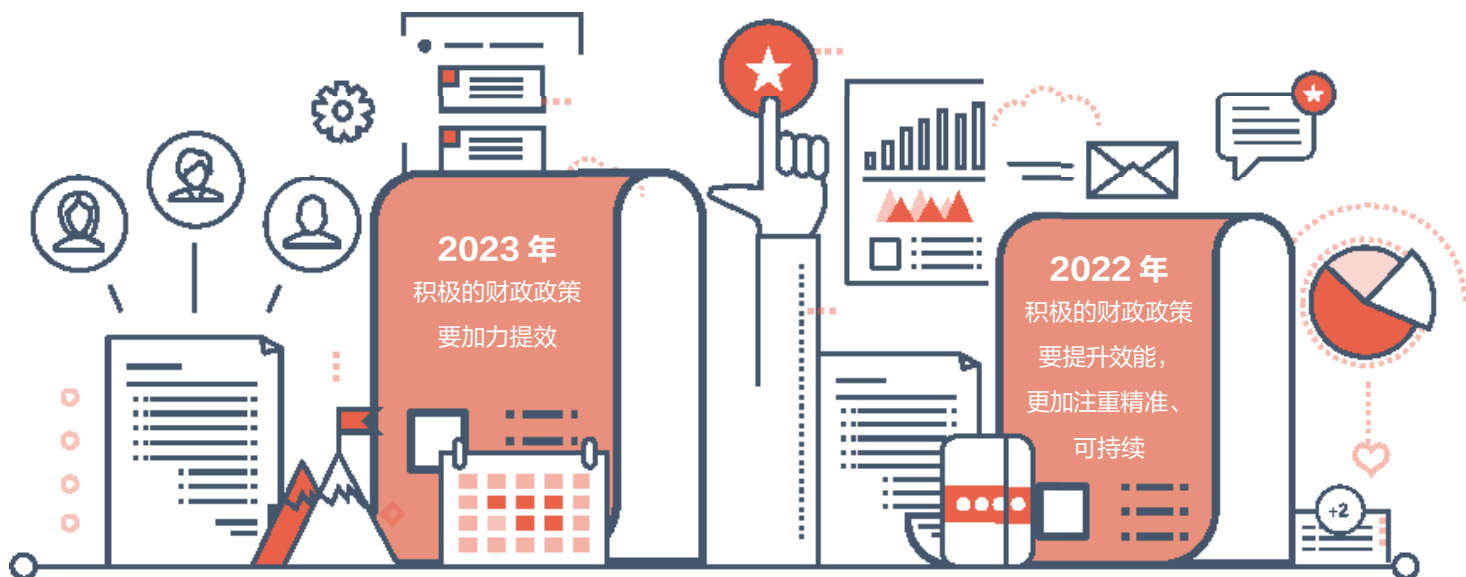 2023 年
积极的财政政策
要加力提效
2022 年
积极的财政政策
要提升效能，
更加注重精准、
可持续
+2